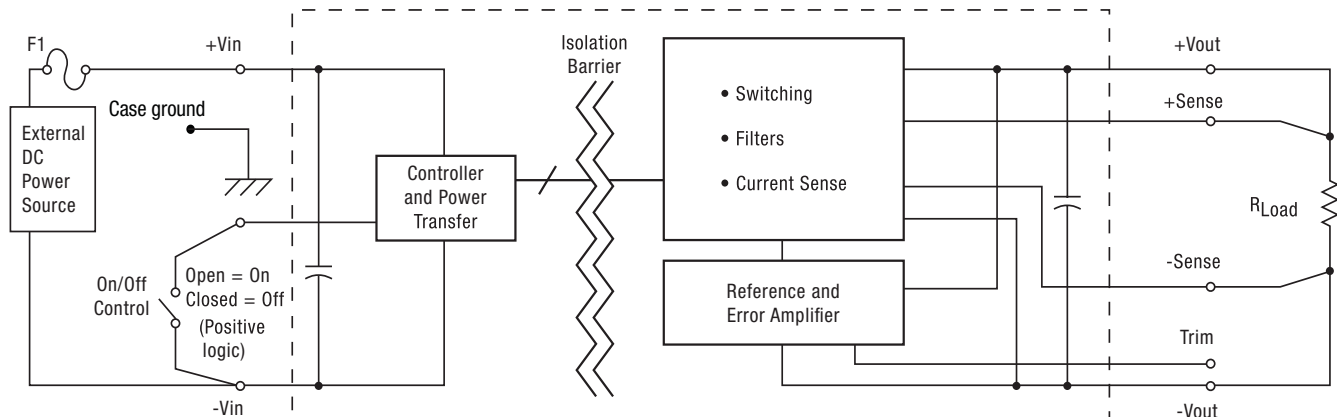 F1
+Vin
Isolation
Barrier
+Vout
+Sense
Case ground
External
DC
Power
Source
• Switching
• Filters
• Current Sense
Controller
and Power
Transfer
RLoad
On/Off
Control
Open = On
Closed = Off
(Positive
logic)
Reference and
Error Amplifier
-Sense
Trim
-Vin
-Vout